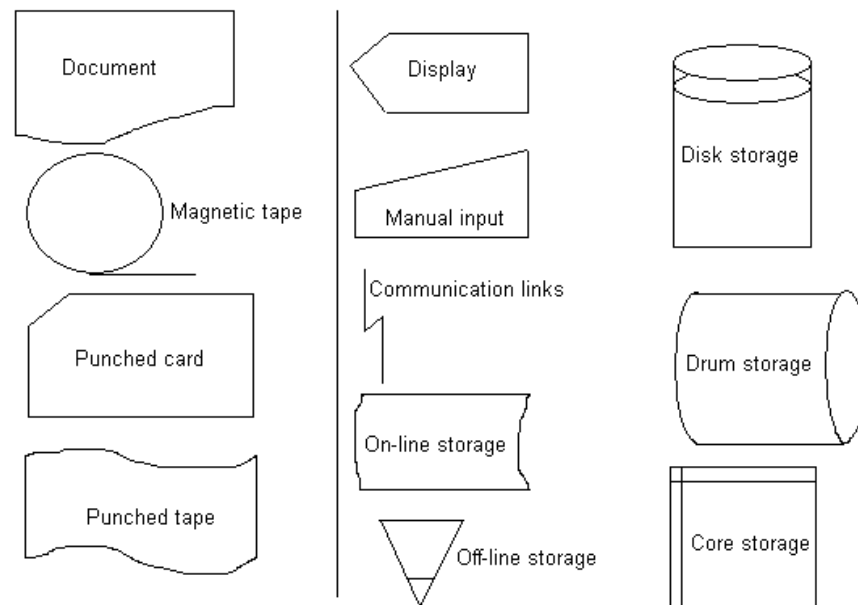 Document
Magnetic tape
Punched card
Punched tape
Display
Manual input
Communication links
On-line storage
Off-line storage
Disk storage
Drum storage
Core storage